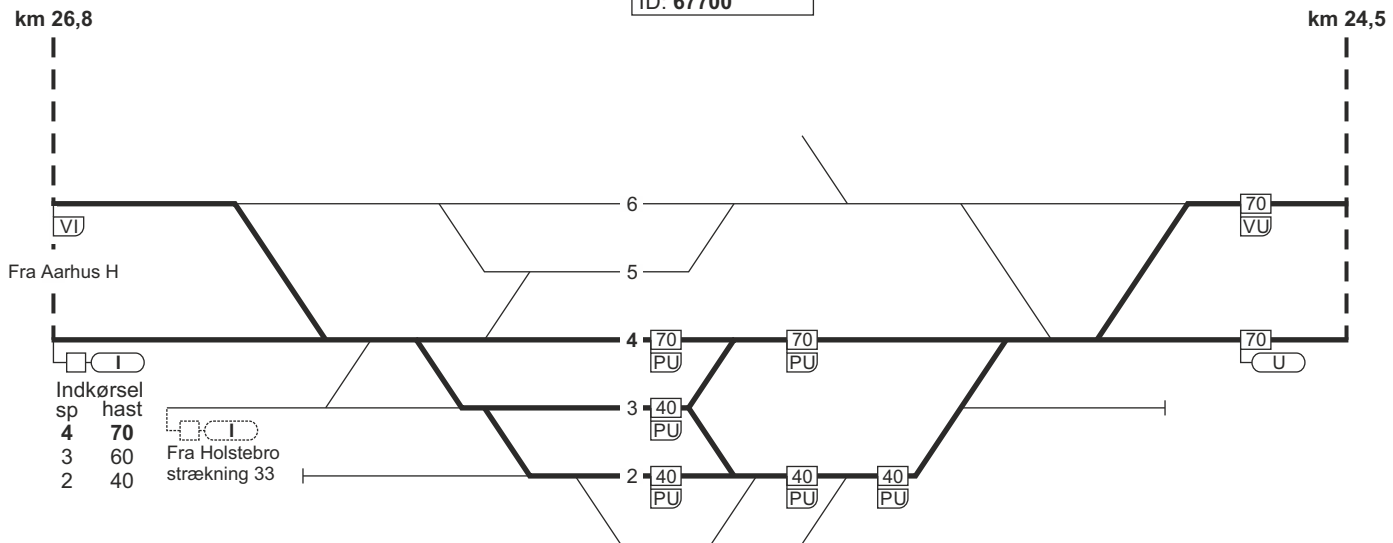 ID: 67700
km 26,8
km 24,5
6
70
VI
VU
Fra Aarhus H
5
4
70
70
70
PU
PU
I
U
Indkørsel
sp hast
4 70
3 60
2 40
3
40
PU
I
Fra Holstebro
strækning 33
2
40
40
40
PU
PU
PU